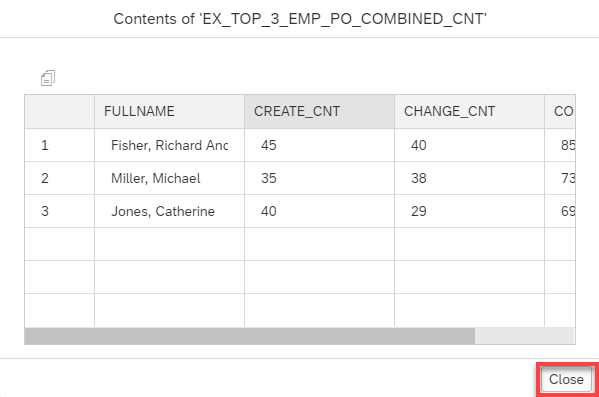 Contents of 'EX_TOP_3_EMP_PO_COMBINED_CNT'
FULLNAME CREATE_CNT CHANGE_CNT CO
1 Fisher, Richard Anc 45 40 85
2 Miller, Michael 35 38 73
3 Jones, Catherine 40 29 69
Close